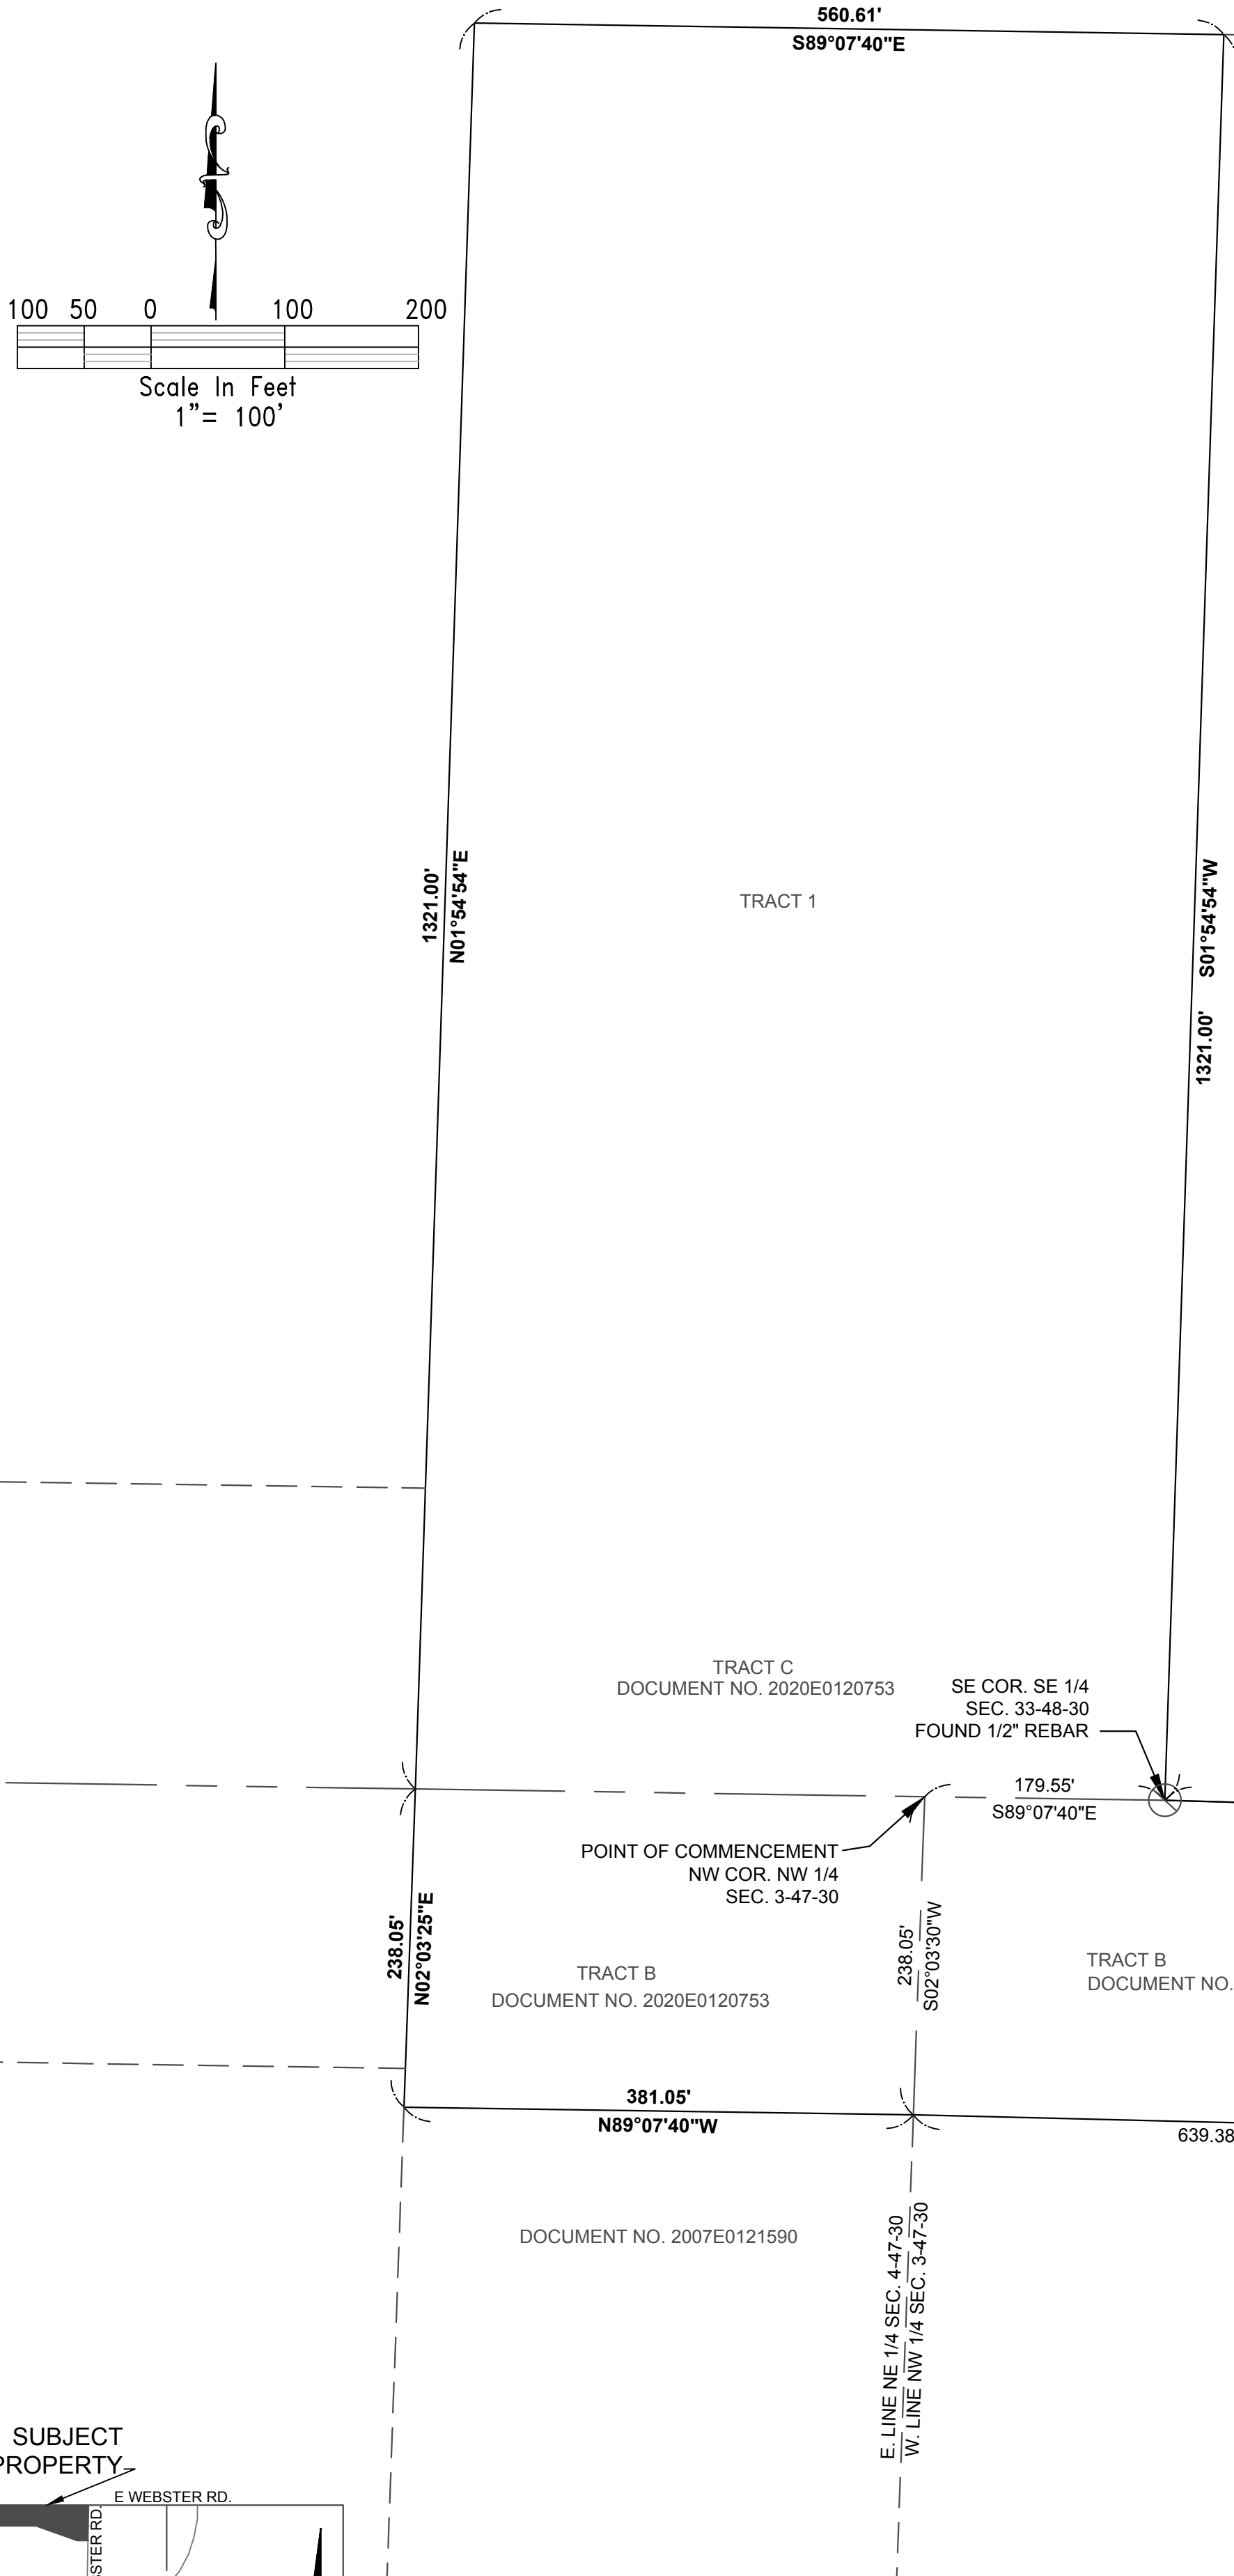 560.61'
S89°07'40"E
100 50 0 100 200
Scale In Feet
1"= 100'
1321.00'
N01°54'54"E
TRACT 1
S01°54'54"W
1321.00'
TRACT C
DOCUMENT NO. 2020E0120753
SE COR. SE 1/4
SEC. 33-48-30
FOUND 1/2" REBAR
179.55'
S89°07'40"E
POINT OF COMMENCEMENT
NW COR. NW 1/4
SEC. 3-47-30
238.05'
N02°03'25"E
238.05'
S02°03'30"W
TRACT B
DOCUMENT NO. 2020E0120753
TRACT B
DOCUMENT NO.
381.05'
N89°07'40"W
639.38
DOCUMENT NO. 2007E0121590
E. LINE NE 1/4 SEC. 4-47-30
W. LINE NW 1/4 SEC. 3-47-30
SUBJECT
PROPERTY
E WEBSTER RD.
STER RD.